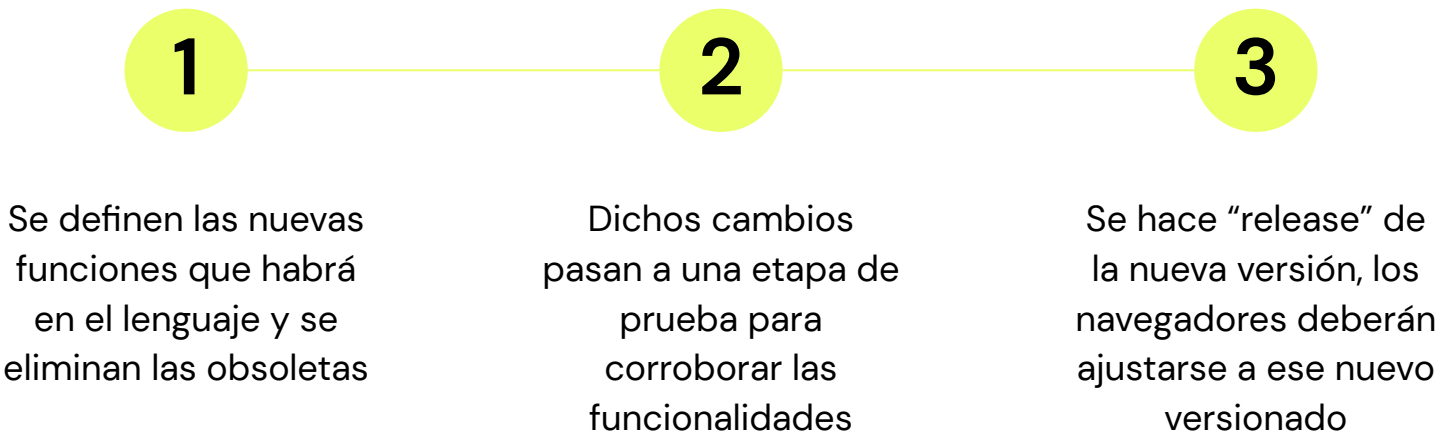 1
2
3
Se definen las nuevas
funciones que habrá
en el lenguaje y se
eliminan las obsoletas
Dichos cambios
pasan a una etapa de
prueba para
corroborar las
funcionalidades
Se hace “release” de
la nueva versión, los
navegadores deberán
ajustarse a ese nuevo
versionado